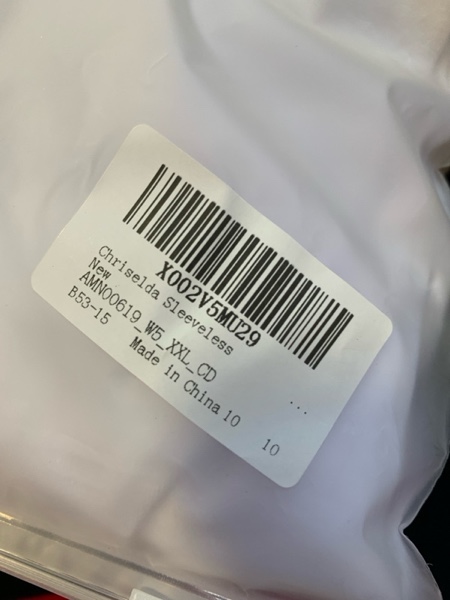 X002V5MU29
Chriselda Sleeveless
...
New
AMN00619_W5_XXL_CD
B53-15
Made in China 10
10